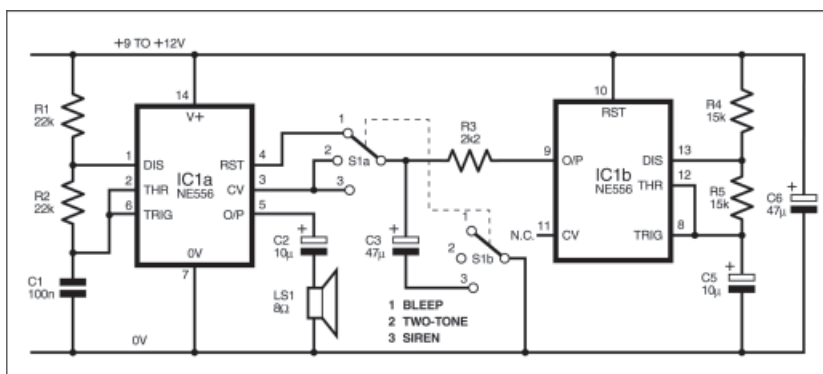 +9 TO +12V
R1
22k
R2
22k
C1
100n
14
V+
1
DIS
2
THR
6
TRIG
IC1a
NE556
RST
4
CV
3
O/P
5
0V
7
C2
10µ
+
LS1
8Ω
1
2
S1a
3
C3
47µ
+
R3
2k2
1
2
S1b
3
1 BLEEP
2 TWO-TONE
3 SIREN
10
RST
9
O/P
IC1b
NE556
DIS
13
THR
12
TRIG
8
N.C.
11
CV
R4
15k
R5
15k
C5
10µ
+
C6
47µ
+
0V